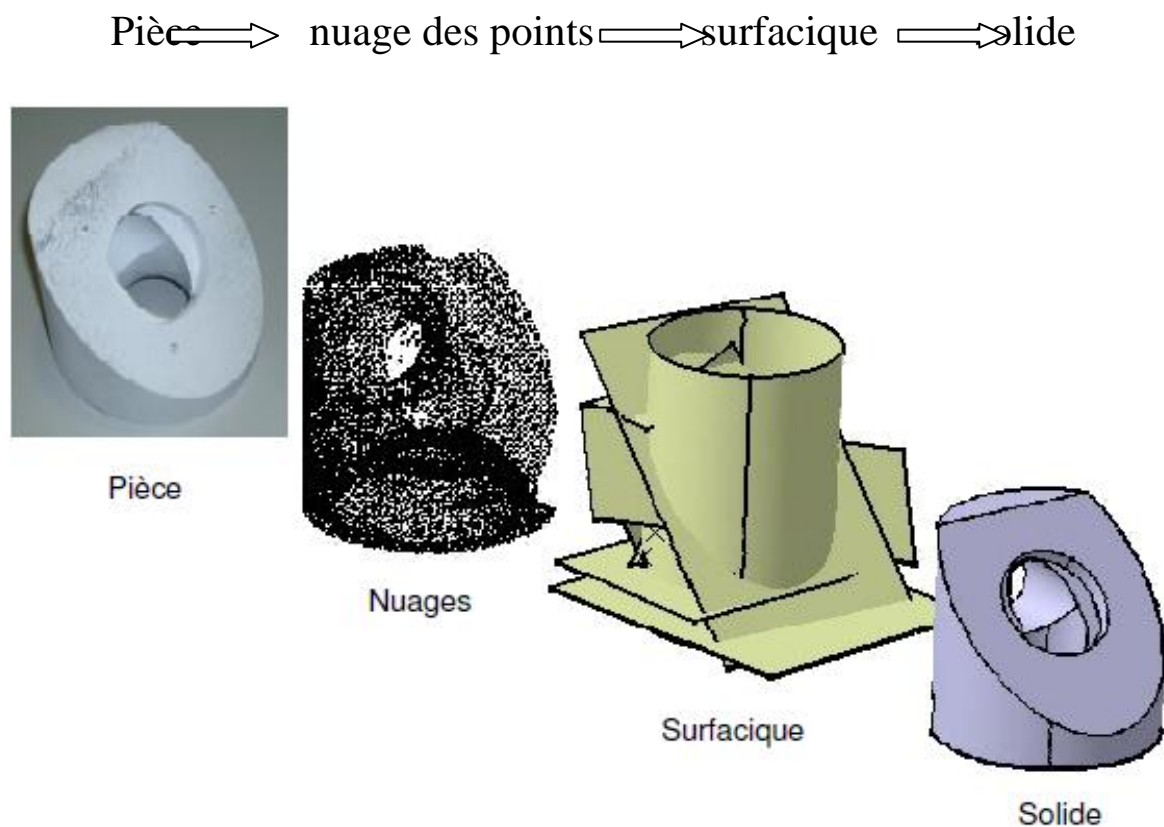 Pièce nuage des points surfacique solide
Pièce
Nuages
Surfacique
Solide